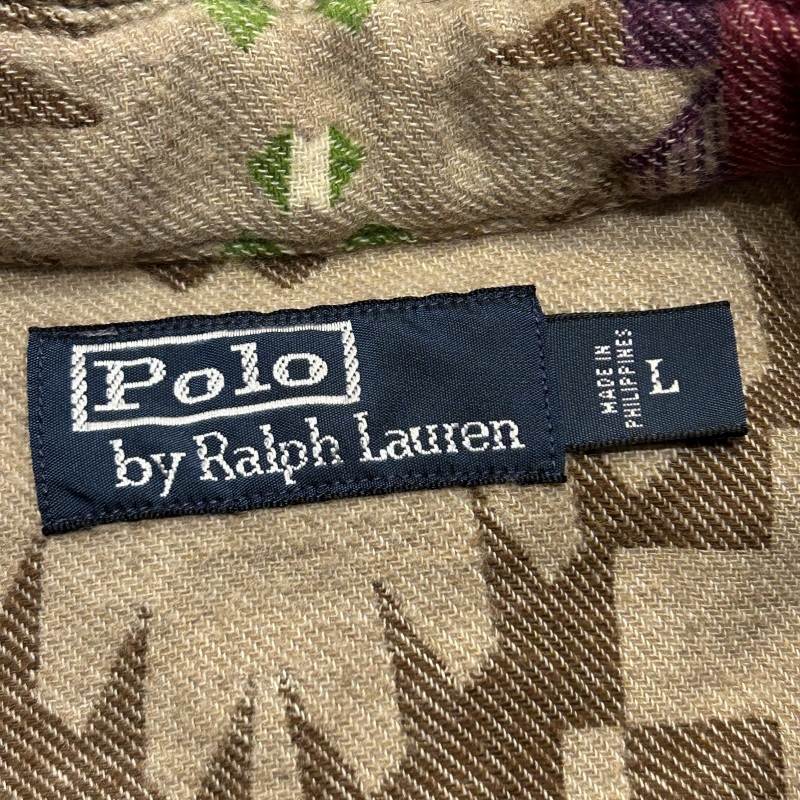 Polo
by Ralph Lauren
MADE IN
PHILIPPINES
L